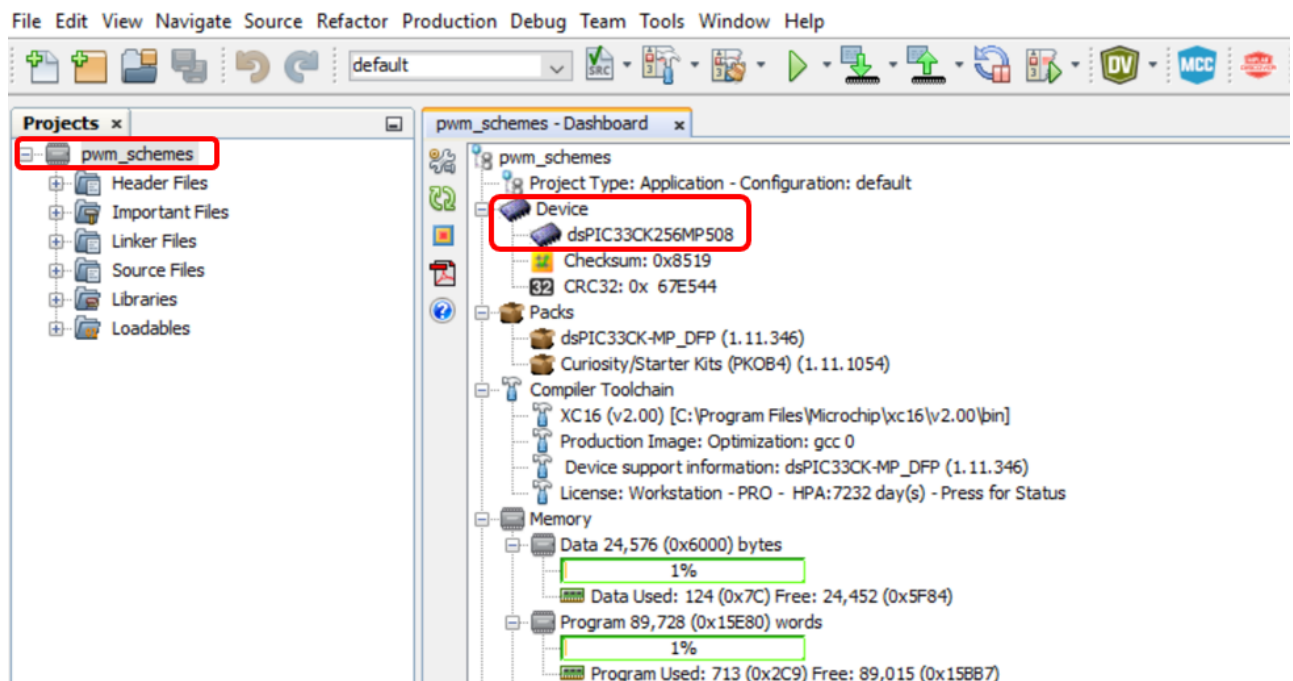 File Edit View Navigate Source Refactor Production Debug Team Tools Window Help
default
SRC
DV
MCC
Projects
pwm_schemes
Header Files
Important Files
Linker Files
Source Files
Libraries
Loadables
pwm_schemes - Dashboard
pwm_schemes
Project Type: Application - Configuration: default
Device
dsPIC33CK256MP508
Checksum: 0x8519
32 CRC32: 0x 67E544
Packs
dsPIC33CK-MP_DFP (1.11.346)
Curiosity/Starter Kits (PKOB4) (1.11.1054)
Compiler Toolchain
XC16 (v2.00) [C:\Program Files\Microchip\xc16\v2.00\bin]
Production Image: Optimization: gcc 0
Device support information: dsPIC33CK-MP_DFP (1.11.346)
License: Workstation - PRO - HPA:7232 day(s) - Press for Status
Memory
Data 24,576 (0x6000) bytes
1%
Data Used: 124 (0x7C) Free: 24,452 (0x5F84)
Program 89,728 (0x15E80) words
1%
Program Used: 713 (0x2C9) Free: 89,015 (0x15BB7)